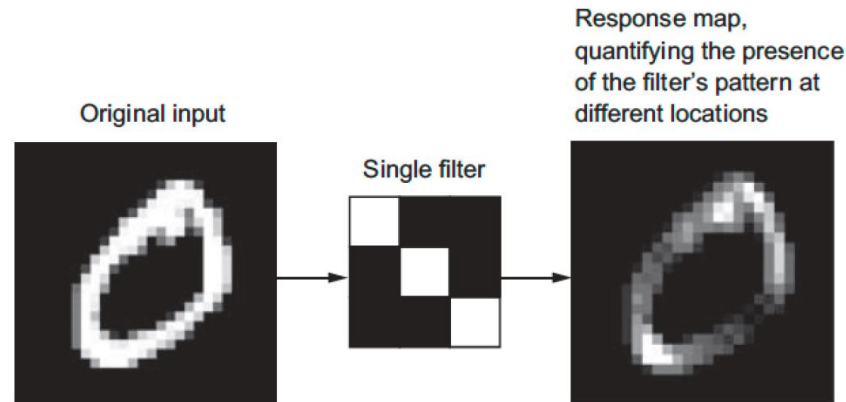 Original input
Single filter
Response map,
quantifying the presence
of the filter's pattern at
different locations